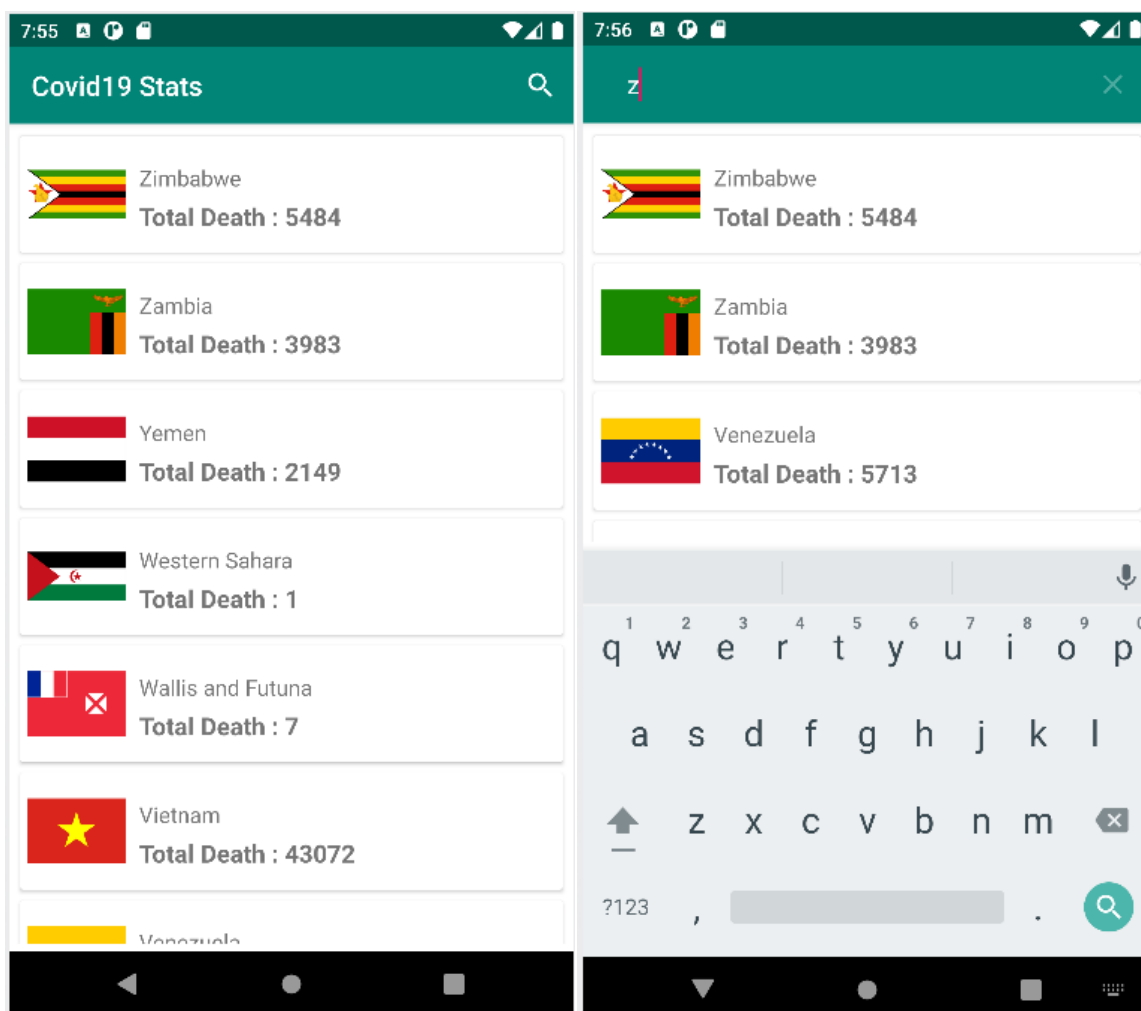 7:55
Covid19 Stats
Zimbabwe
Total Death : 5484
Zambia
Total Death : 3983
Yemen
Total Death : 2149
Western Sahara
Total Death : 1
Wallis and Futuna
Total Death : 7
Vietnam
Total Death : 43072
Venezuela
7:56
z
Zimbabwe
Total Death : 5484
Zambia
Total Death : 3983
Venezuela
Total Death : 5713
1 2 3 4 5 6 7 8 9 0
q w e r t y u i o p
a s d f g h j k l
z x c v b n m
?123 , .